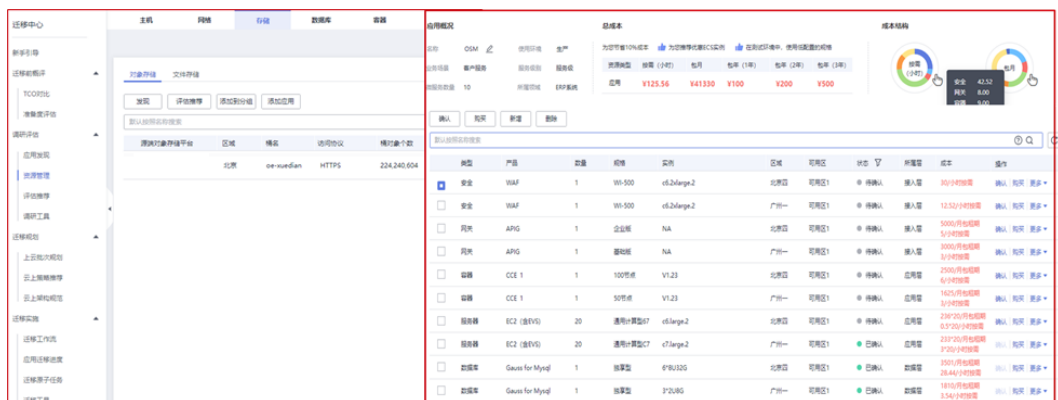 迁移中心
新手引导
迁移前概评
TCO对比
准备度评估
调研评估
应用发现
资源管理
评估推荐
调研工具
迁移规划
上云批次规划
云上策略推荐
云上架构规范
迁移实施
迁移工作流
应用迁移进度
迁移原子任务
主机 网络 存储 数据库 容器
对象存储 文件存储
发现 评估推荐 添加到分组 添加应用
默认按照名称搜索
源端对象存储平台 区域 桶名 访问协议 桶对象个数
北京 oe-xuedian HTTPS 224,240,604
应用概况
名称 OSM 使用环境 生产
业务场景 客户服务 服务级别 服务级
微服务数量 10 所属领域 ERP系统
总成本
为您节省10%成本 为您推荐优惠ECS实例 在测试环境中，使用低配置的规格
资源类型 按需（小时） 包月 包年（1年） 包年（2年） 包年（3年）
应用 ¥125.56 ¥41330 ¥100 ¥200 ¥500
成本结构
按需（小时）
包月
安全 42.52
网关 8.00
容器 9.00
确认 购买 新增 删除
默认按照名称搜索
类型 产品 数量 规格 实例 区域 可用区 状态 所属层 成本 操作
安全 WAF 1 WI-500 c6.2xlarge.2 北京四 可用区1 待确认 接入层 30/小时按需 确认 购买 更多
安全 WAF 1 WI-500 c6.2xlarge.2 广州一 可用区1 待确认 接入层 12.52/小时按需 确认 购买 更多
网关 APIG 1 企业版 NA 北京四 可用区1 待确认 接入层 5000/月包周期 5/小时按需 确认 购买 更多
网关 APIG 1 基础版 NA 广州一 可用区1 待确认 接入层 3000/月包周期 3/小时按需 确认 购买 更多
容器 CCE 1 1 100节点 V1.23 北京四 可用区1 待确认 应用层 2500/月包周期 6/小时按需 确认 购买 更多
容器 CCE 1 1 50节点 V1.23 广州一 可用区1 待确认 应用层 1625/月包周期 3/小时按需 确认 购买 更多
服务器 EC2（含EVS） 20 通用计算型S7 c6.large.2 北京四 可用区1 待确认 应用层 236*20/月包周期 0.5*20/小时按需 确认 购买 更多
服务器 EC2（含EVS） 20 通用计算型C7 c7.large.2 广州一 可用区1 已确认 应用层 233*20/月包周期 3*20/小时按需 确认 购买 更多
数据库 Gauss for Mysql 1 独享型 6*8U32G 北京四 可用区1 已确认 数据层 3501/月包周期 28.44/小时按需 确认 购买 更多
数据库 Gauss for Mysql 1 独享型 3*2U8G 广州一 可用区1 已确认 数据层 1810/月包周期 3.54/小时按需 确认 购买 更多